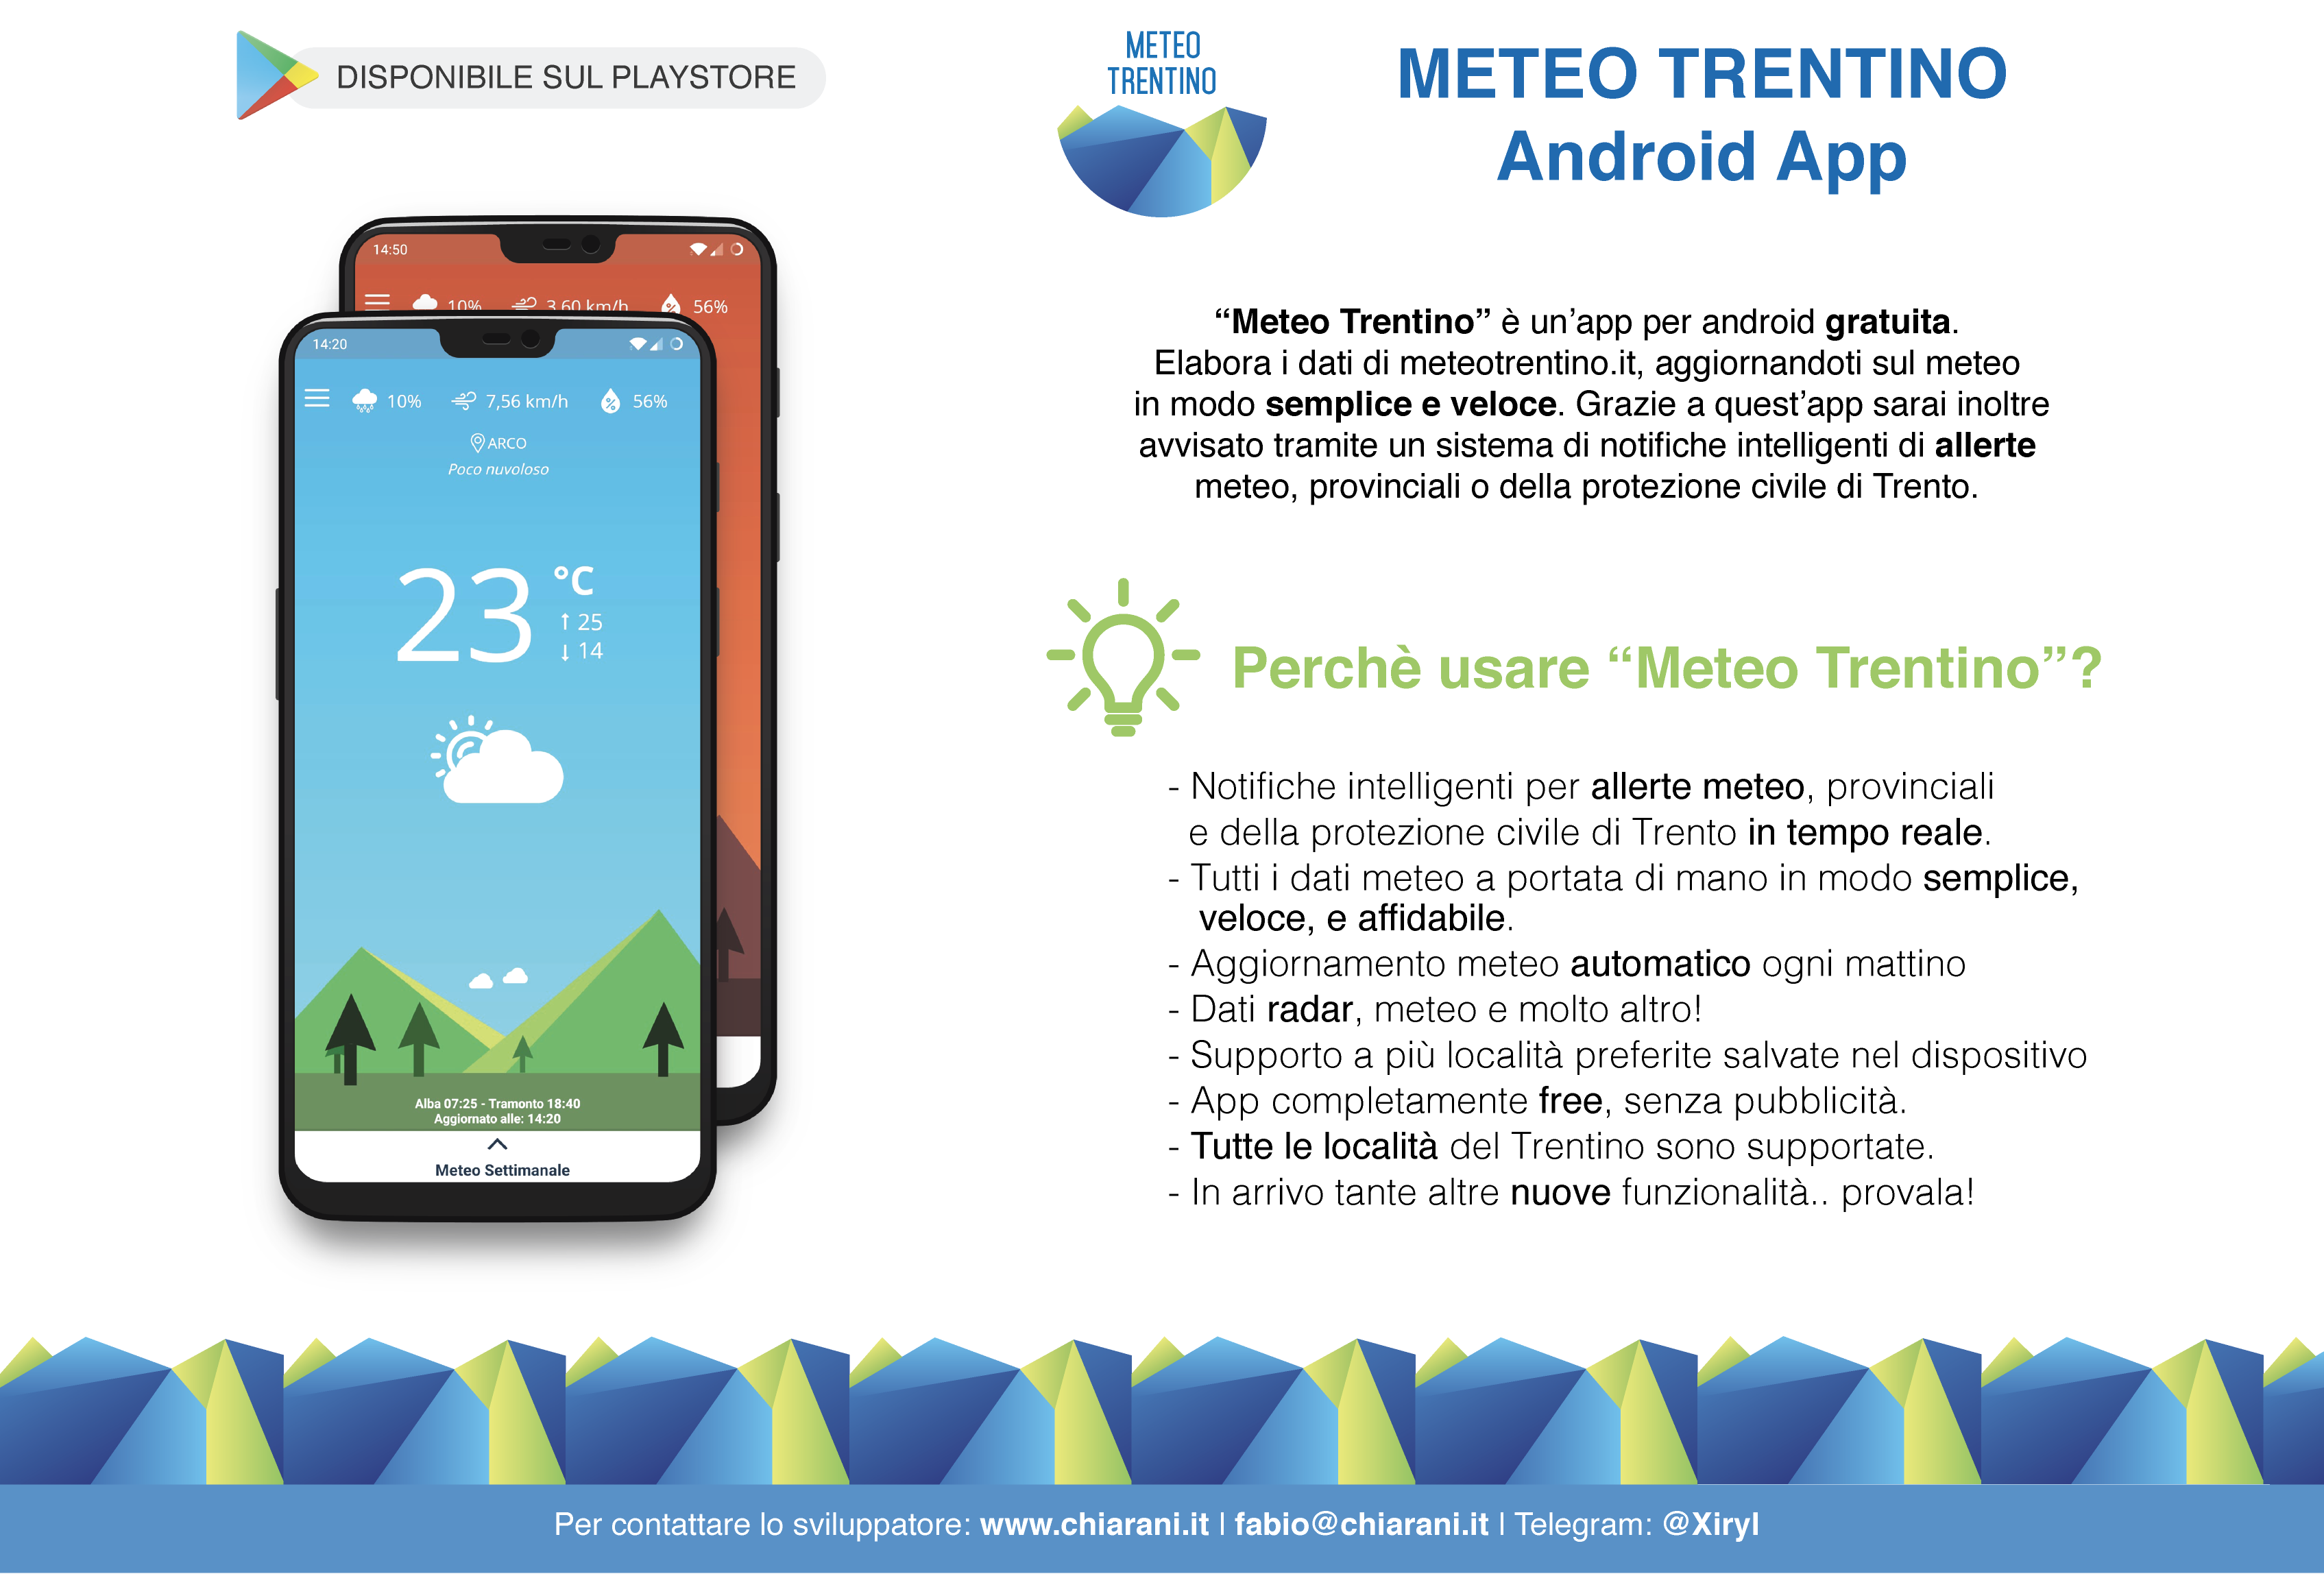 DISPONIBILE SUL PLAYSTORE
METEO
TRENTINO
METEO TRENTINO
Android App
14:50
10%
3,60 km/h
56%
14:20
10%
7,56 km/h
56%
ARCO
Poco nuvoloso
23 °C
↑ 25
↓ 14
Alba 07:25 - Tramonto 18:40
Aggiornato alle: 14:20
Meteo Settimanale
“Meteo Trentino” è un’app per android gratuita.
Elabora i dati di meteotrentino.it, aggiornandoti sul meteo
in modo semplice e veloce. Grazie a quest’app sarai inoltre
avvisato tramite un sistema di notifiche intelligenti di allerte
meteo, provinciali o della protezione civile di Trento.
Perchè usare “Meteo Trentino”?
- Notifiche intelligenti per allerte meteo, provinciali
e della protezione civile di Trento in tempo reale.
- Tutti i dati meteo a portata di mano in modo semplice,
veloce, e affidabile.
- Aggiornamento meteo automatico ogni mattino
- Dati radar, meteo e molto altro!
- Supporto a più località preferite salvate nel dispositivo
- App completamente free, senza pubblicità.
- Tutte le località del Trentino sono supportate.
- In arrivo tante altre nuove funzionalità.. provala!
Per contattare lo sviluppatore: www.chiarani.it | fabio@chiarani.it | Telegram: @Xiryl